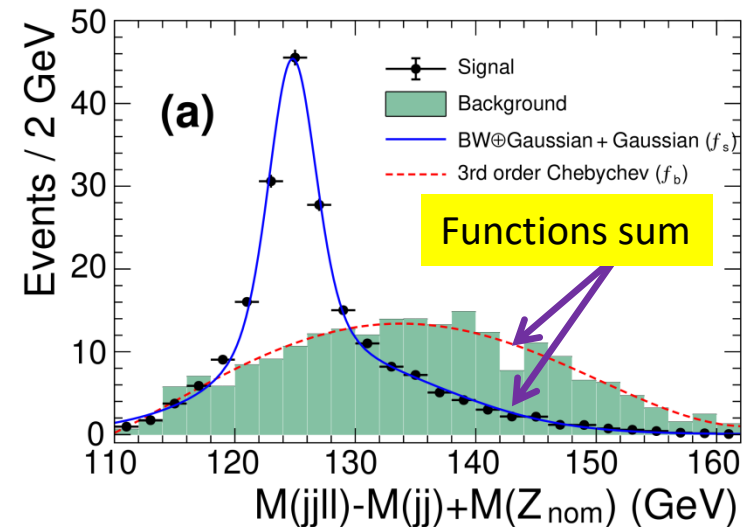 50
40
30
20
10
0
Events / 2 GeV
(a)
Signal
Background
BW⊕Gaussian + Gaussian (fs)
3rd order Chebychev (fb)
Functions sum
110 120 130 140 150 160
M(jjll)-M(jj)+M(Znom) (GeV)